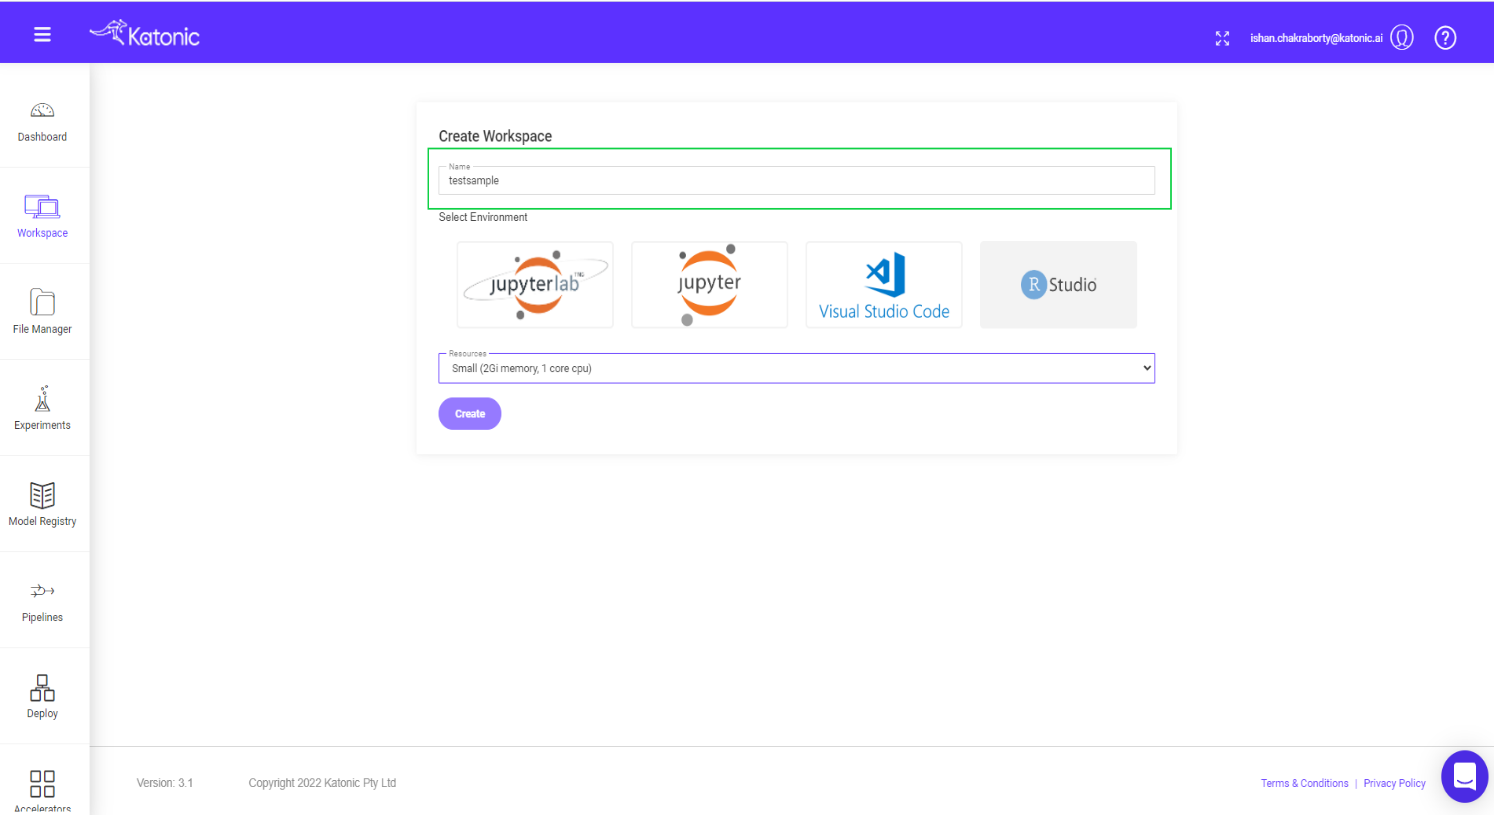 Katonic
ishan.chakraborty@katonic.ai
?
Dashboard
Workspace
File Manager
Experiments
Model Registry
Pipelines
Deploy
Accelerators
Create Workspace
Name
testsample
Select Environment
jupyterlab TM
jupyter
Visual Studio Code
R Studio
Resources
Small (2Gi memory, 1 core cpu)
Create
Version: 3.1 Copyright 2022 Katonic Pty Ltd
Terms & Conditions | Privacy Policy